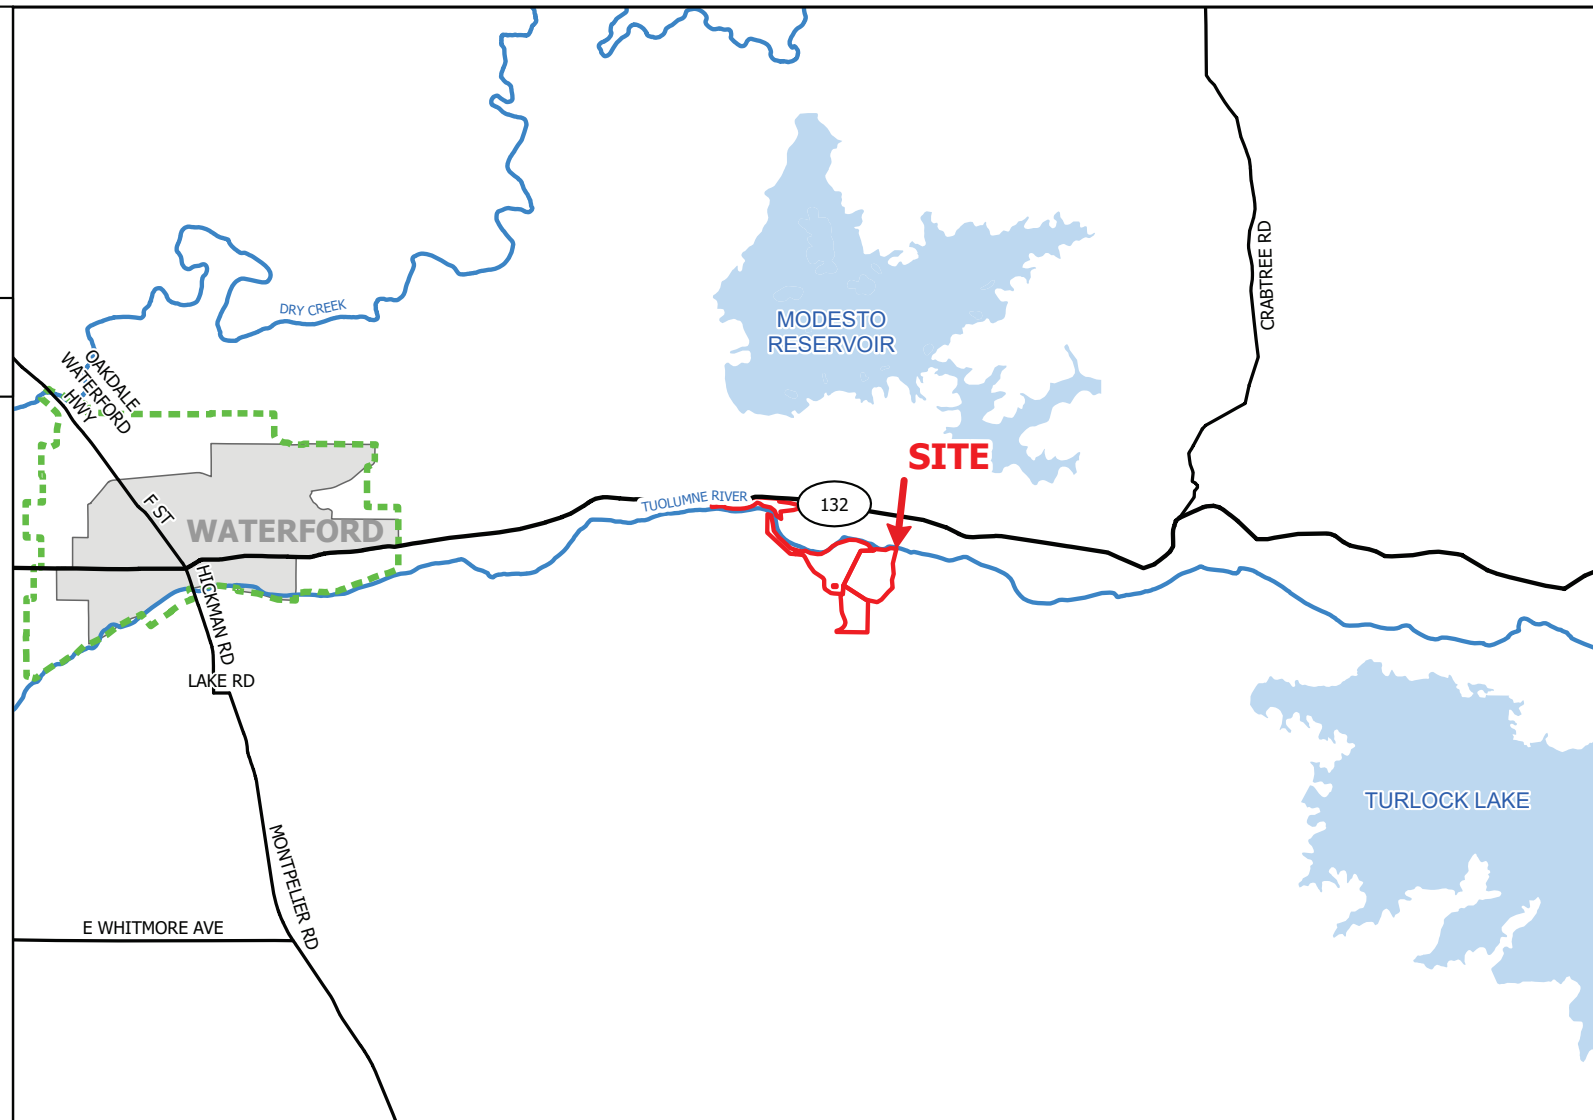 CRABTREE RD
DRY CREEK
MODESTO
RESERVOIR
OAKDALE
WATERFORD
HWY
SITE
F ST
WATERFORD
TUOLUMNE RIVER
132
HICKMAN RD
LAKE RD
TURLOCK LAKE
MONTPELIER RD
E WHITMORE AVE